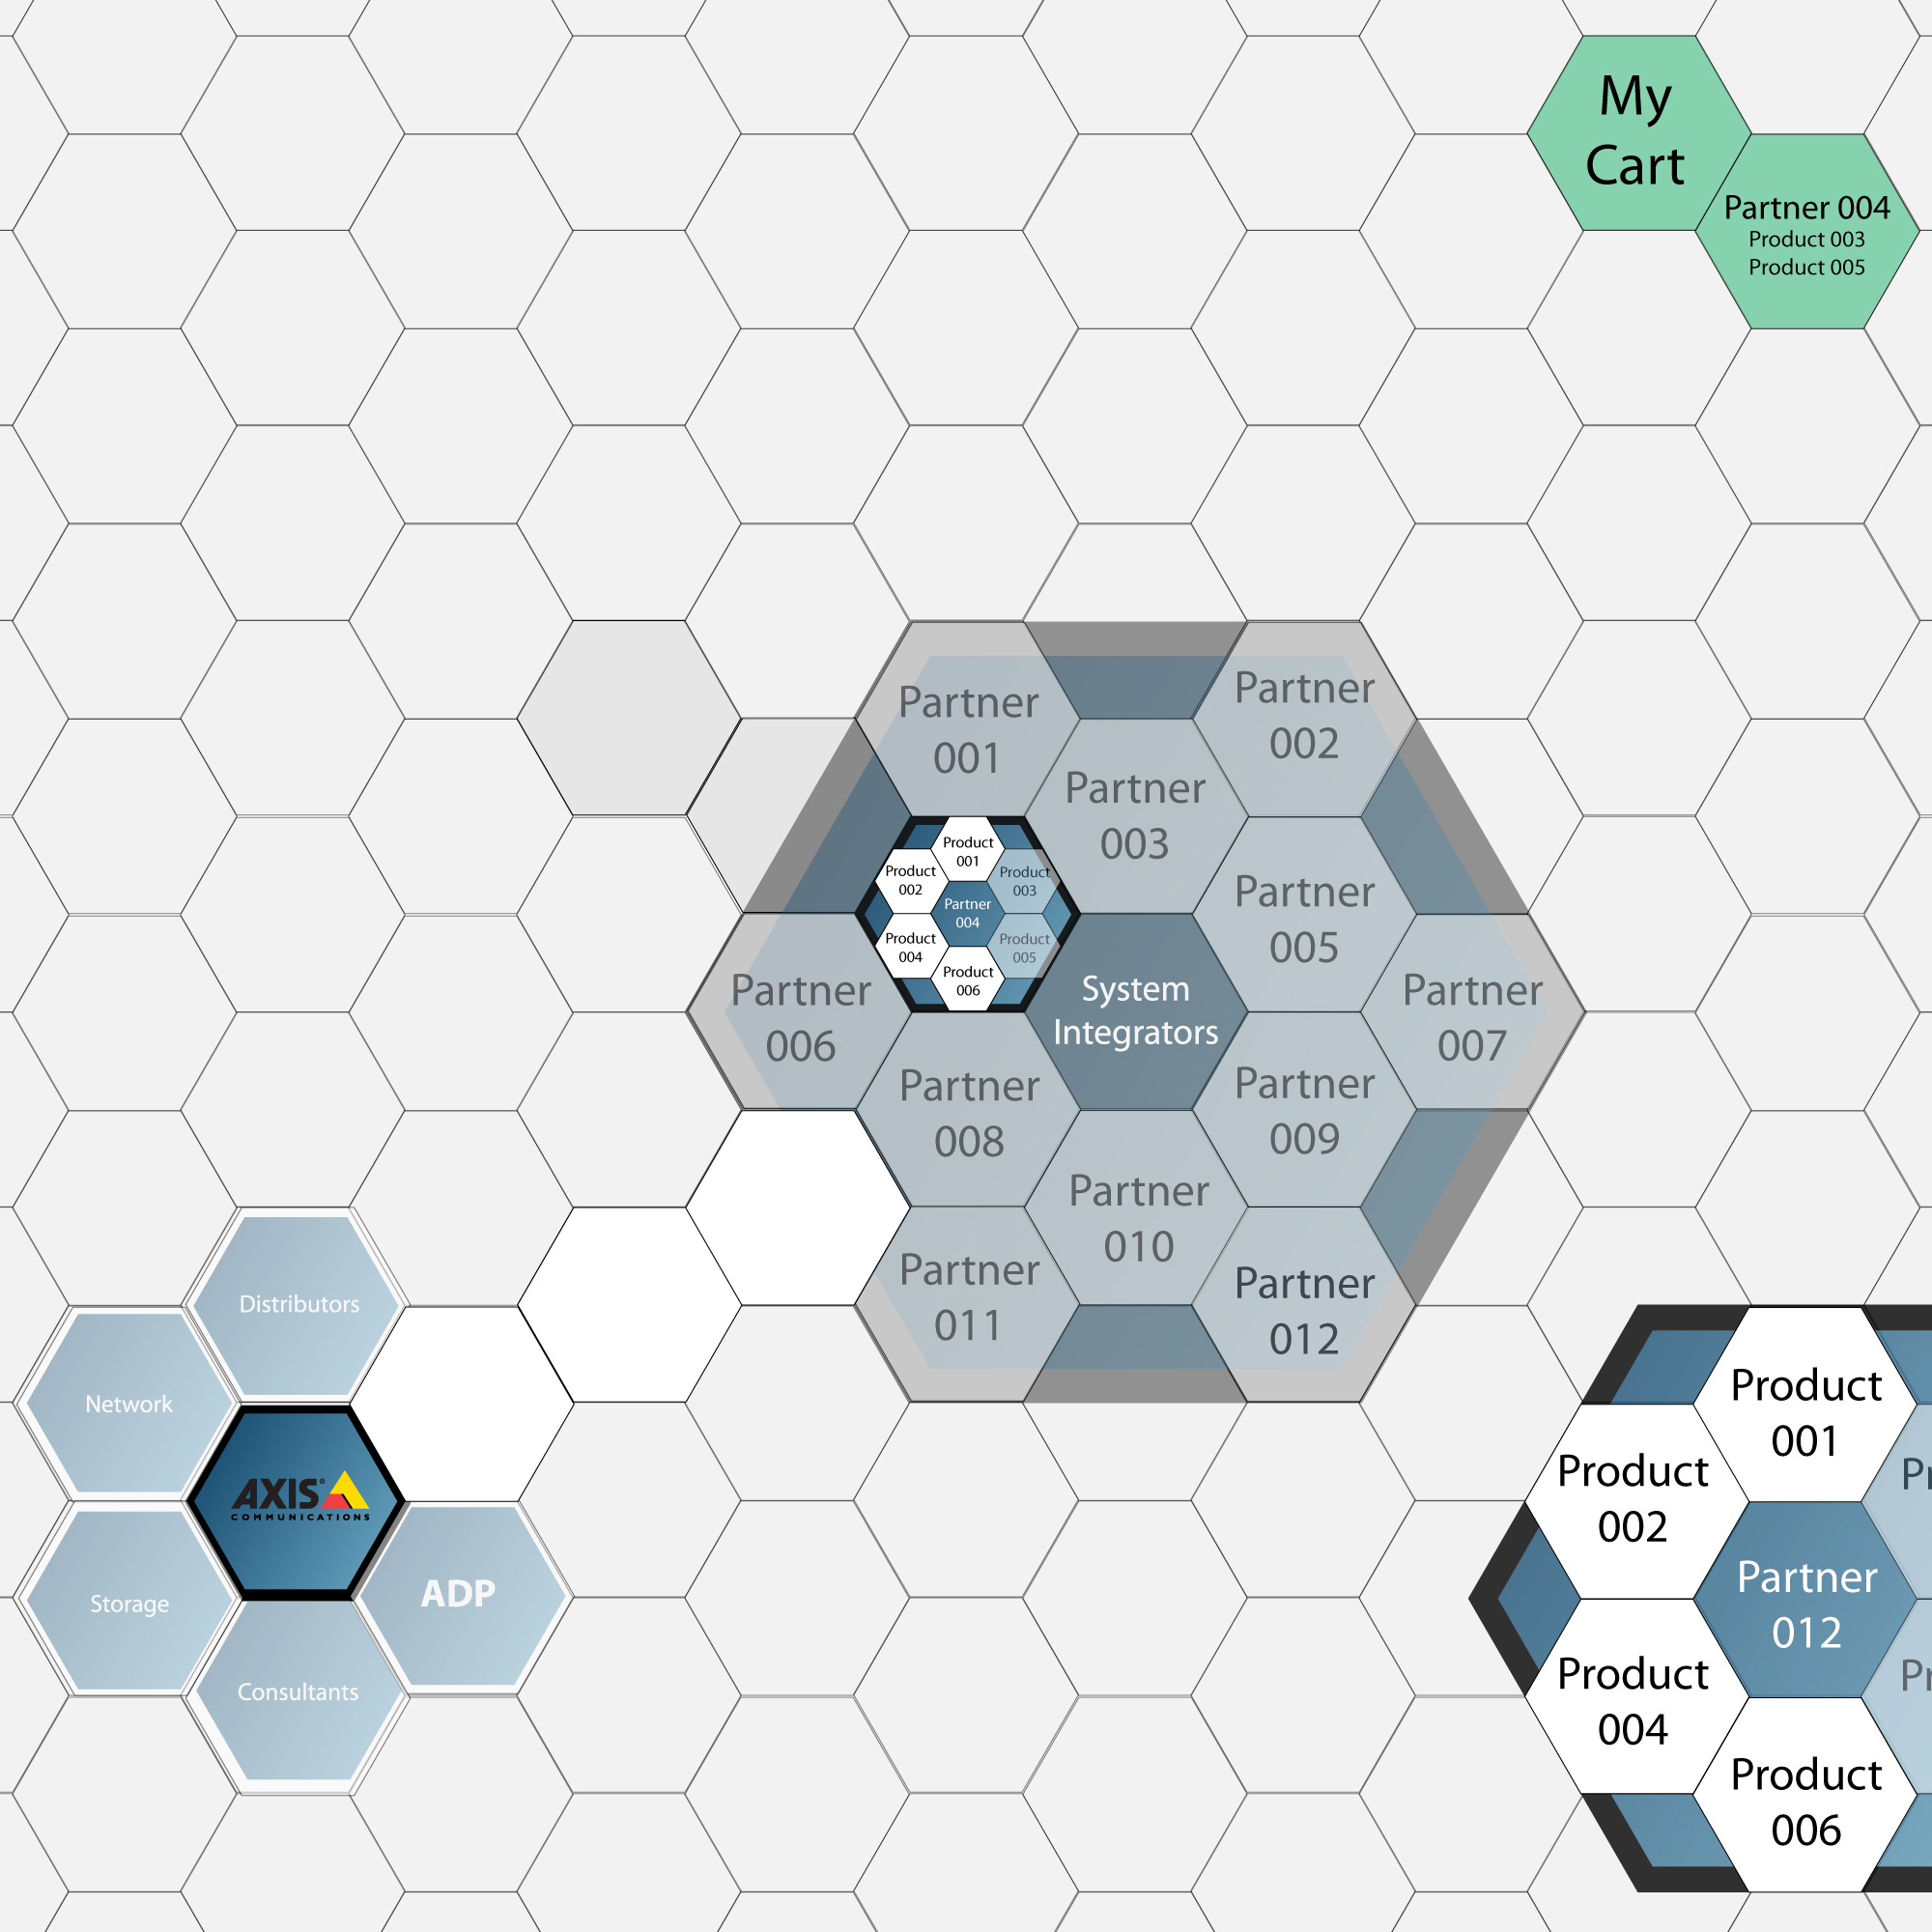 My
Cart
Partner 004
Product 003
Product 005
Partner
001
Partner
002
Partner
003
Product
001
Product
002
Product
003
Partner
004
Product
004
Product
005
Product
006
Partner
005
System
Integrators
Partner
006
Partner
007
Partner
008
Partner
009
Partner
010
Partner
011
Partner
012
Distributors
Network
AXIS
COMMUNICATIONS
Storage
ADP
Consultants
Product
001
Product
002
Partner
012
Product
004
Product
006